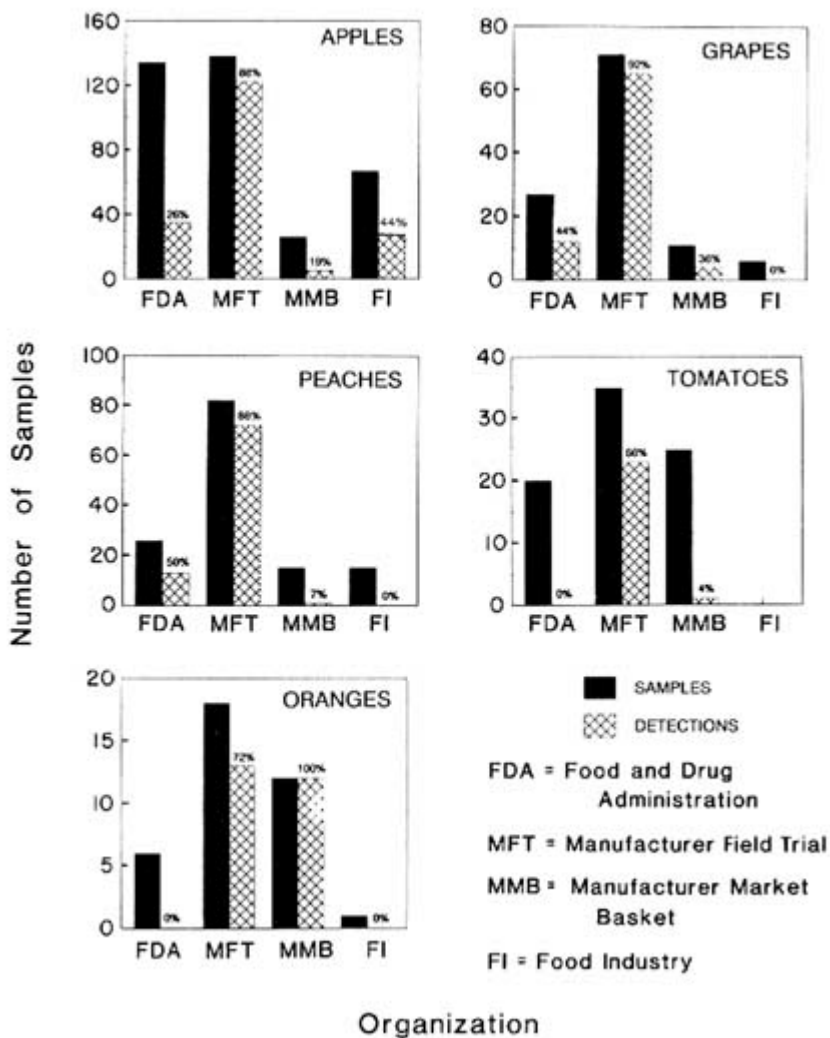 APPLES
160
120
80
40
0
26%
88%
19%
44%
FDA MFT MMB FI
GRAPES
80
60
40
20
0
44%
92%
36%
0%
FDA MFT MMB FI
Number of Samples
PEACHES
100
80
60
40
20
0
50%
88%
7%
0%
FDA MFT MMB FI
TOMATOES
40
30
20
10
0
0%
66%
4%
FDA MFT MMB FI
ORANGES
20
15
10
5
0
0%
72%
100%
0%
FDA MFT MMB FI
SAMPLES
DETECTIONS
FDA = Food and Drug
Administration
MFT = Manufacturer Field Trial
MMB = Manufacturer Market
Basket
FI = Food Industry
Organization